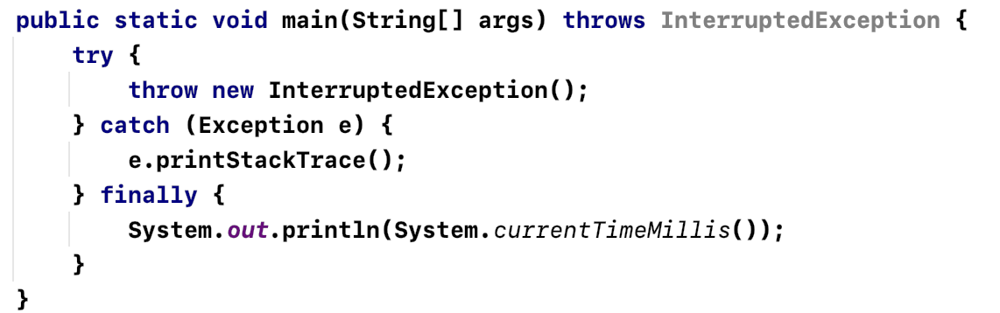 public static void main(String[] args) throws InterruptedException {
    try {
        throw new InterruptedException();
    } catch (Exception e) {
        e.printStackTrace();
    } finally {
        System.out.println(System.currentTimeMillis());
    }
}